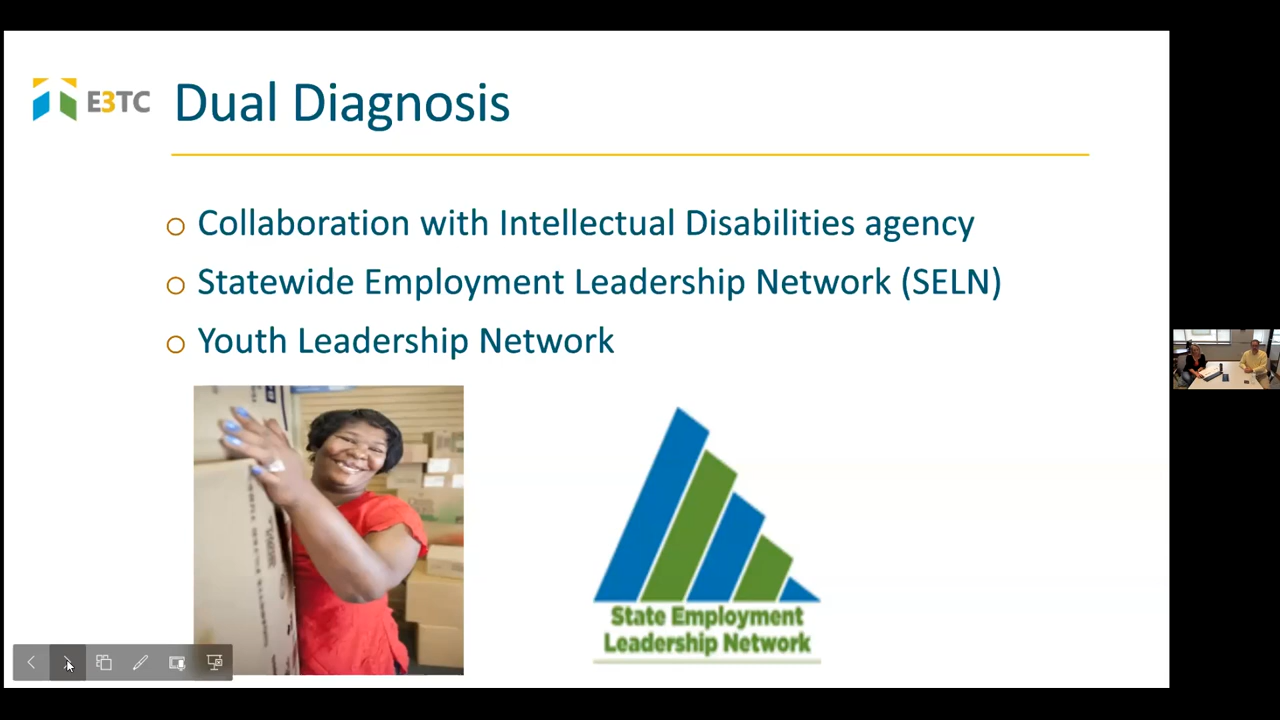 E3TC
Dual Diagnosis
Collaboration with Intellectual Disabilities agency
Statewide Employment Leadership Network (SELN)
Youth Leadership Network
State Employment
Leadership Network